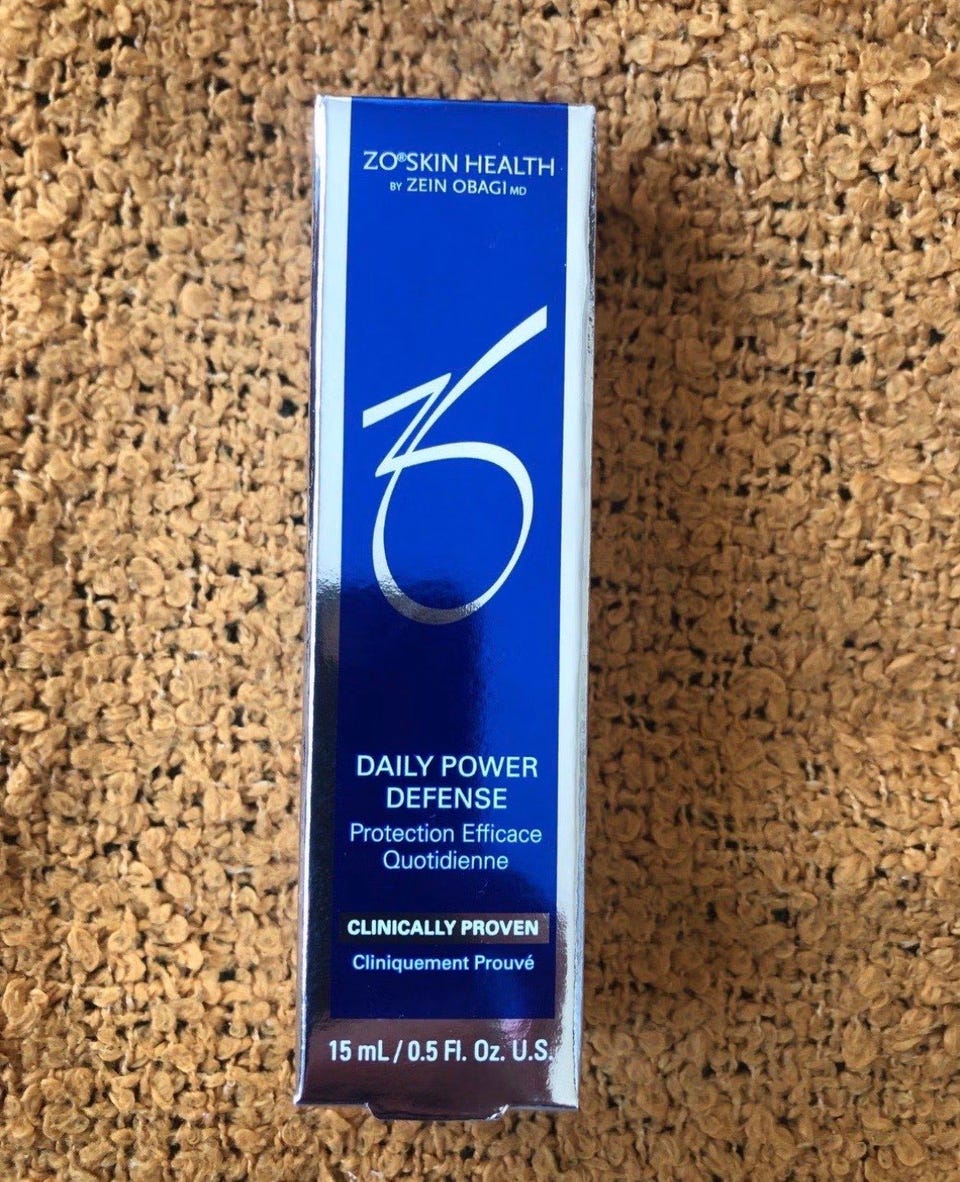 ZO®SKIN HEALTH
BY ZEIN OBAGI MD
ZO
DAILY POWER
DEFENSE
Protection Efficace
Quotidienne
CLINICALLY PROVEN
Cliniquement Prouvé
15 mL / 0.5 Fl. Oz. U.S.